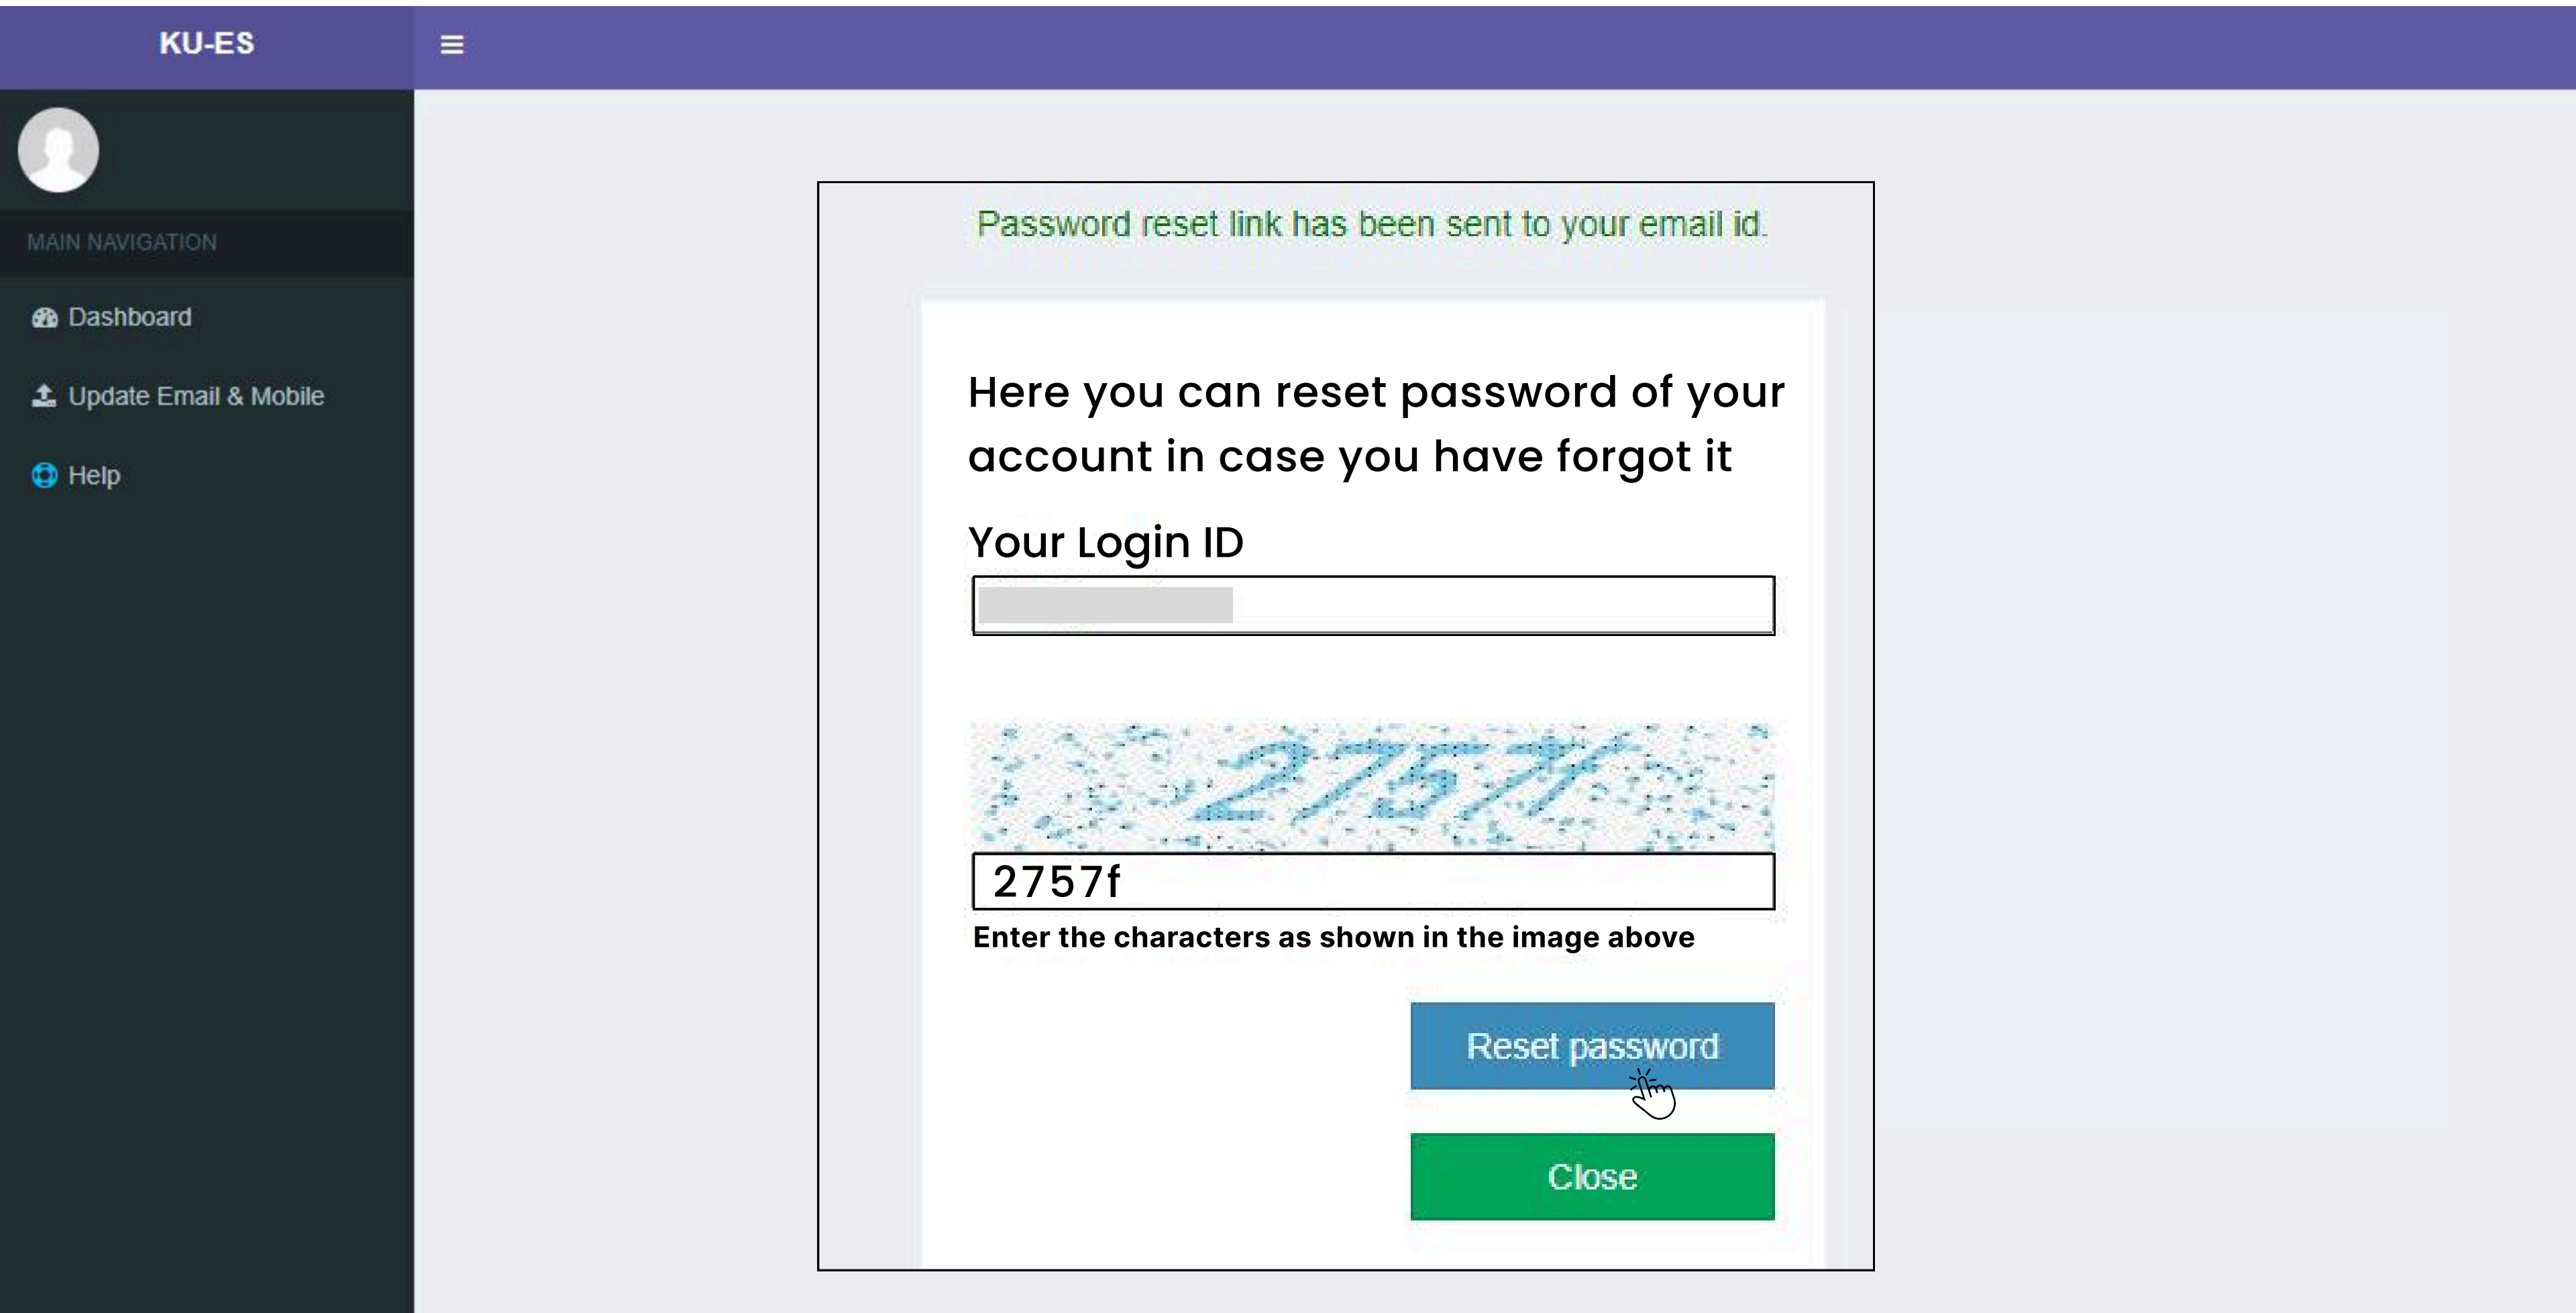 KU-ES
MAIN NAVIGATION
Dashboard
Update Email & Mobile
Help
Password reset link has been sent to your email id.
Here you can reset password of your
account in case you have forgot it
Your Login ID
2757f
2757f
Enter the characters as shown in the image above
Reset password
Close